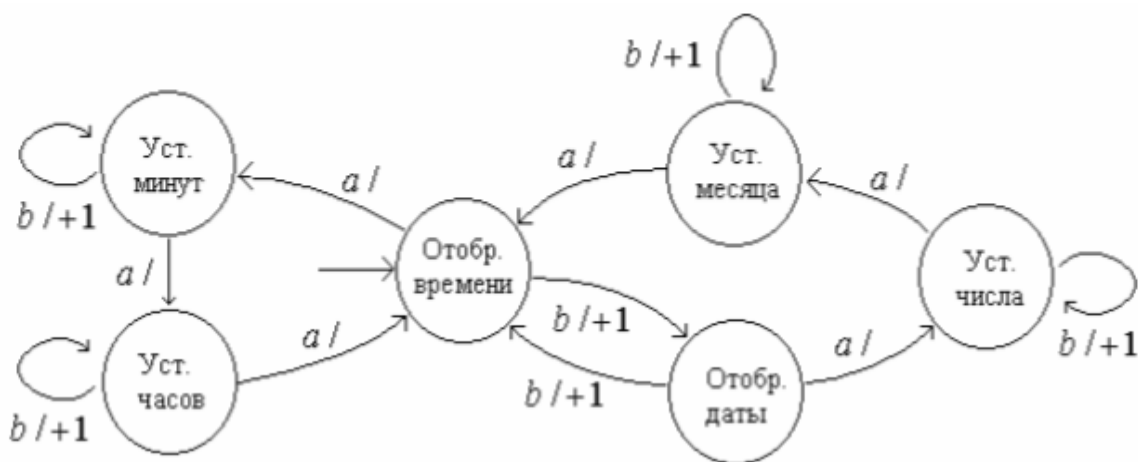 b /+1
Уст.
минут
b /+1
a /
a /
Уст.
часов
b /+1
a /
Отобр.
времени
b /+1
b /+1
Уст.
месяца
a /
a /
Уст.
числа
b /+1
Отобр.
даты
a /